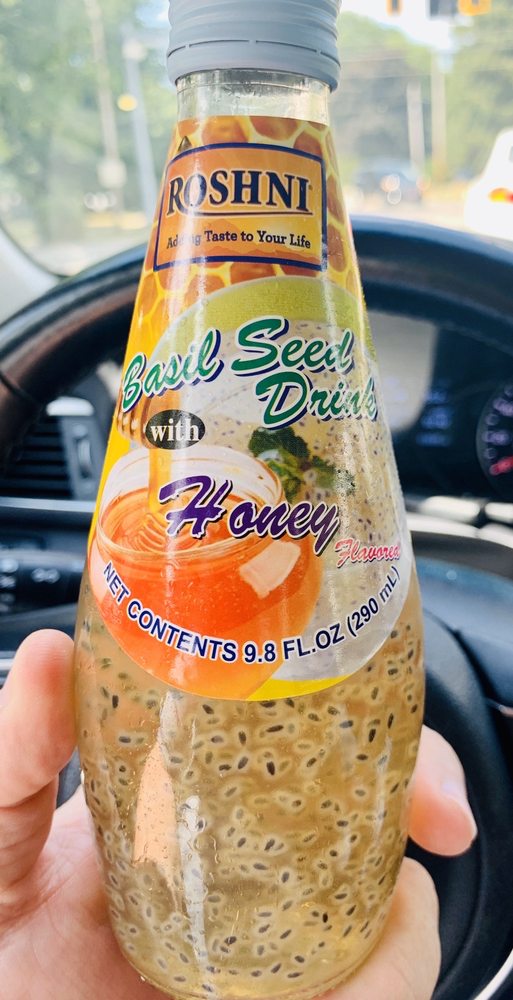 ROSHNI
Adding Taste to Your Life
Basil Seed
Drink
with
Honey
Flavored
NET CONTENTS 9.8 FL.OZ (290 mL)